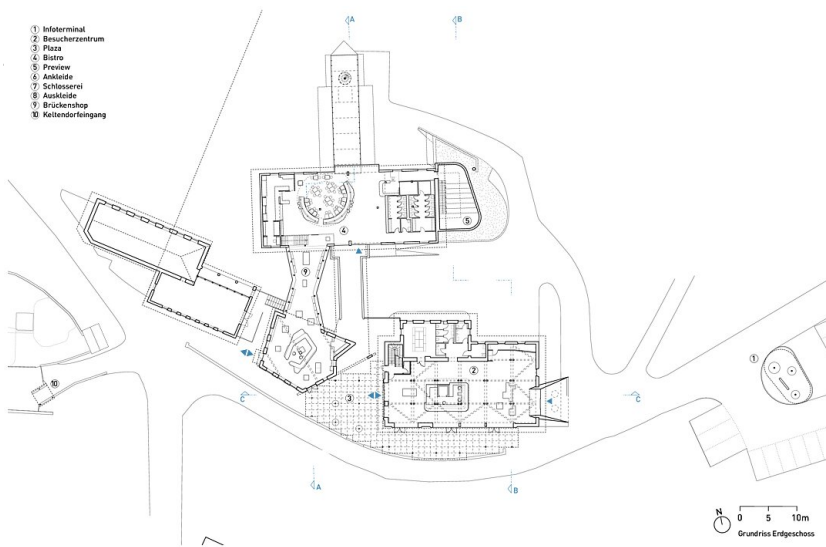 ① Infoterminal
② Besucherzentrum
③ Plaza
④ Bistro
⑤ Preview
⑥ Ankleide
⑦ Schlosserei
⑧ Auskleide
⑨ Brückenshop
⑩ Keltendorfeingang
A
B
⑤
④
⑨
①
②
⑩
C
③
C
A
B
N
0 5 10m
Grundriss Erdgeschoss